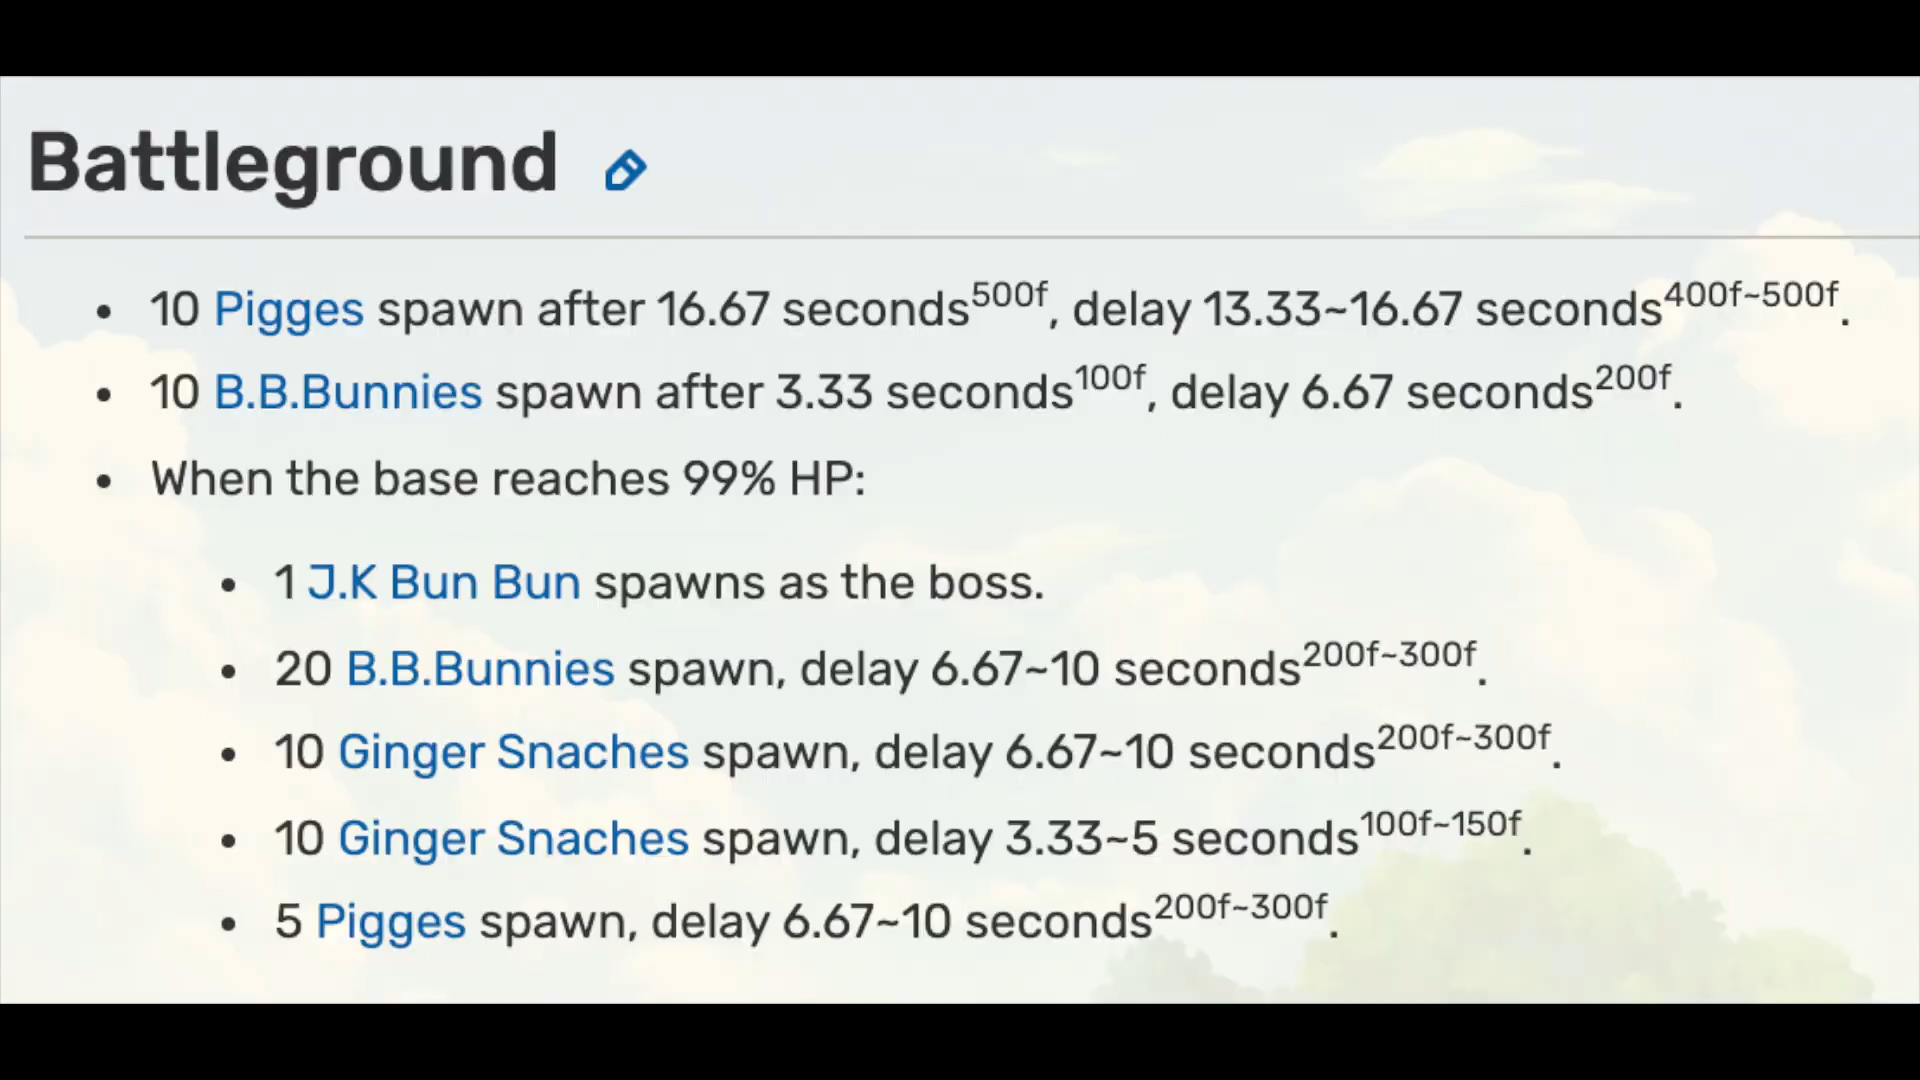 Battleground
10 Pigges spawn after 16.67 seconds500f, delay 13.33~16.67 seconds400f~500f.
10 B.B.Bunnies spawn after 3.33 seconds100f, delay 6.67 seconds200f.
When the base reaches 99% HP:
1 J.K Bun Bun spawns as the boss.
20 B.B.Bunnies spawn, delay 6.67~10 seconds200f~300f.
10 Ginger Snaches spawn, delay 6.67~10 seconds200f~300f.
10 Ginger Snaches spawn, delay 3.33~5 seconds100f~150f.
5 Pigges spawn, delay 6.67~10 seconds200f~300f.